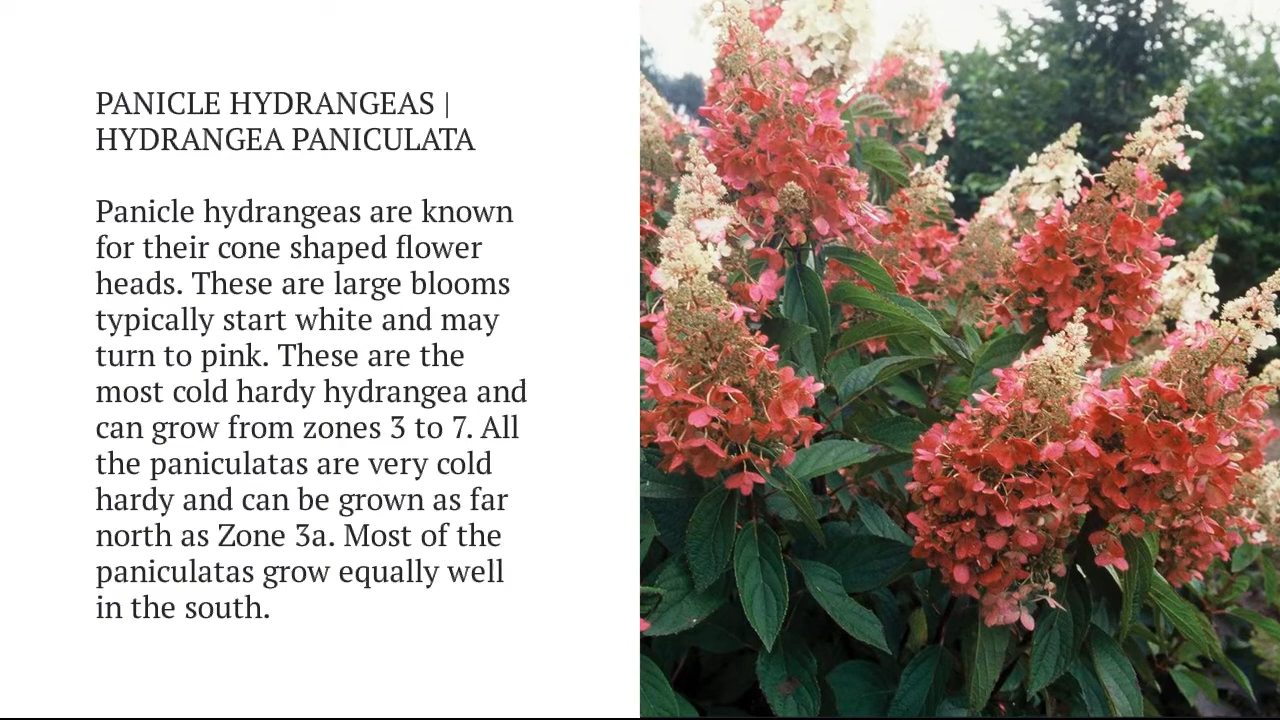 PANICLE HYDRANGEAS |
HYDRANGEA PANICULATA
Panicle hydrangeas are known
for their cone shaped flower
heads. These are large blooms
typically start white and may
turn to pink. These are the
most cold hardy hydrangea and
can grow from zones 3 to 7. All
the paniculatas are very cold
hardy and can be grown as far
north as Zone 3a. Most of the
paniculatas grow equally well
in the south.